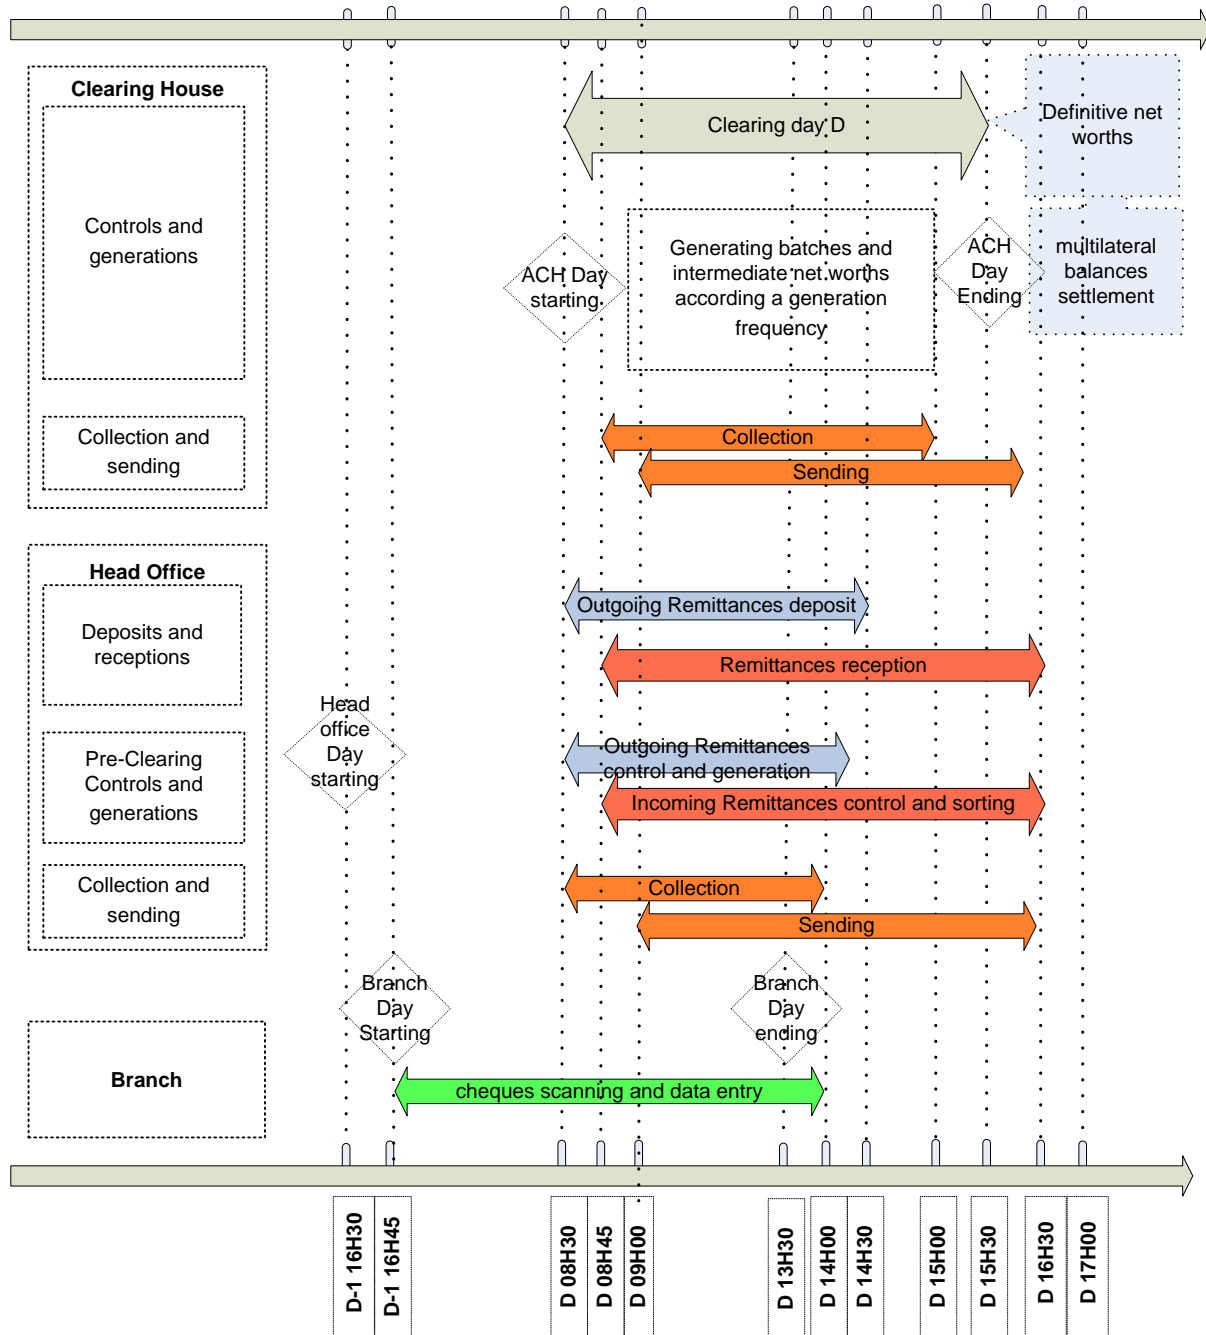 Clearing House
Controls and
generations
Clearing day D
Definitive net
worths
ACH Day
starting
Generating batches and
intermediate net worths
according a generation
frequency
ACH
Day
Ending
multilateral
balances
settlement
Collection and
sending
Collection
Sending
Head Office
Deposits and
receptions
Outgoing Remittances deposit
Remittances reception
Head
office
Day
starting
Pre-Clearing
Controls and
generations
Outgoing Remittances
control and generation
Incoming Remittances control and sorting
Collection and
sending
Collection
Sending
Branch
Day
Starting
Branch
Day
ending
Branch
cheques scanning and data entry
D-1 16H30
D-1 16H45
D 08H30
D 08H45
D 09H00
D 13H30
D 14H00
D 14H30
D 15H00
D 15H30
D 16H30
D 17H00